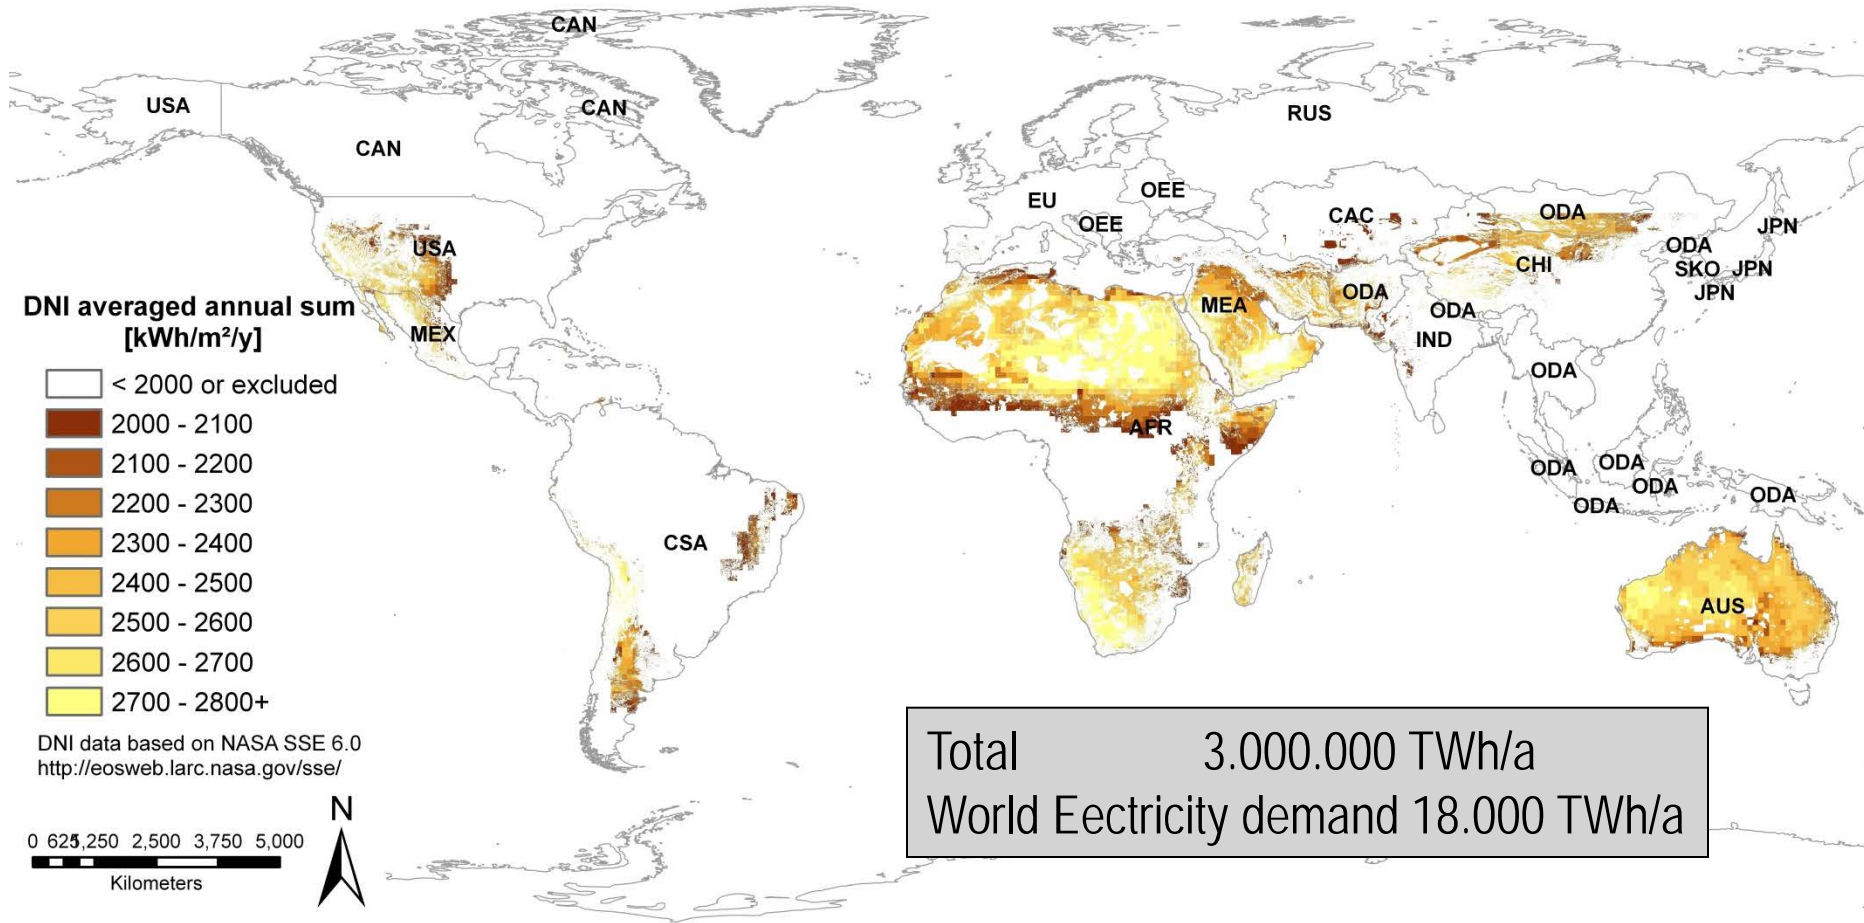 CAN
USA
CAN
RUS
CAN
EU
OEE
OEE
CAC
ODA
JPN
USA
ODA
CHI
SKO
JPN
JPN
DNI averaged annual sum
[kWh/m²/y]
MEX
MEA
ODA
ODA
IND
ODA
< 2000 or excluded
2000 - 2100
2100 - 2200
2200 - 2300
2300 - 2400
2400 - 2500
2500 - 2600
2600 - 2700
2700 - 2800+
AFR
CSA
ODA
ODA
ODA
ODA
ODA
AUS
DNI data based on NASA SSE 6.0
http://eosweb.larc.nasa.gov/sse/
N
0 625 1,250 2,500 3,750 5,000
Kilometers
Total 3.000.000 TWh/a
World Eectricity demand 18.000 TWh/a